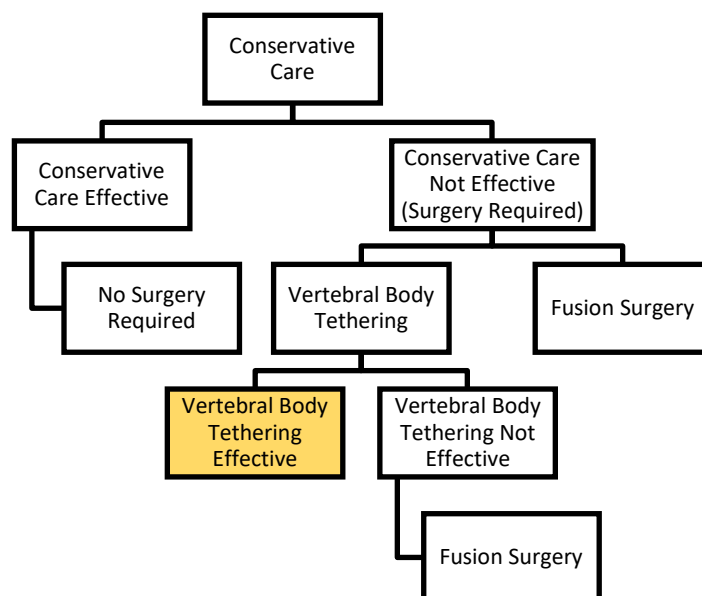 Conservative
Care
Conservative
Care Effective
Conservative Care
Not Effective
(Surgery Required)
No Surgery
Required
Vertebral Body
Tethering
Fusion Surgery
Vertebral Body
Tethering
Effective
Vertebral Body
Tethering Not
Effective
Fusion Surgery